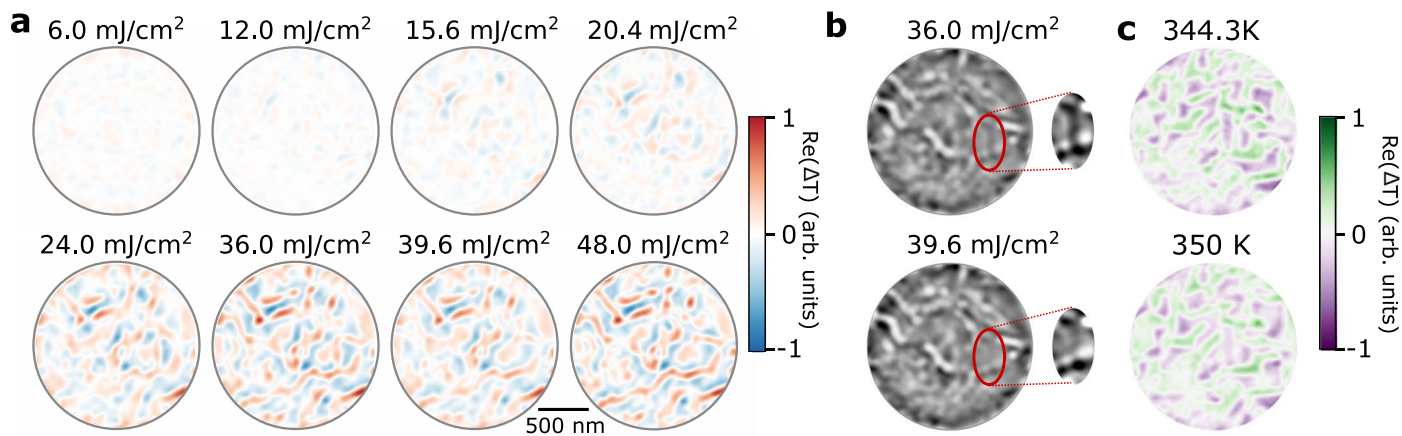 a
6.0 mJ/cm²
12.0 mJ/cm²
15.6 mJ/cm²
20.4 mJ/cm²
24.0 mJ/cm²
36.0 mJ/cm²
39.6 mJ/cm²
48.0 mJ/cm²
500 nm
1
0
-1
Re(ΔT) (arb. units)
b
36.0 mJ/cm²
39.6 mJ/cm²
c
344.3K
350 K
1
0
-1
Re(ΔT) (arb. units)